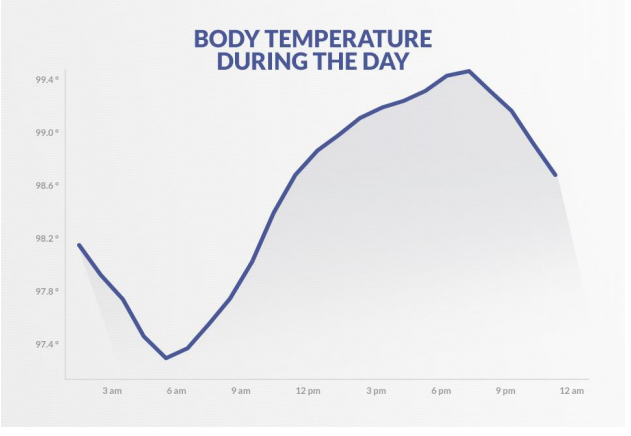 BODY TEMPERATURE
DURING THE DAY
99.4 °
99.0 °
98.6 °
98.2 °
97.8 °
97.4 °
3 am 6 am 9 am 12 pm 3 pm 6 pm 9 pm 12 am